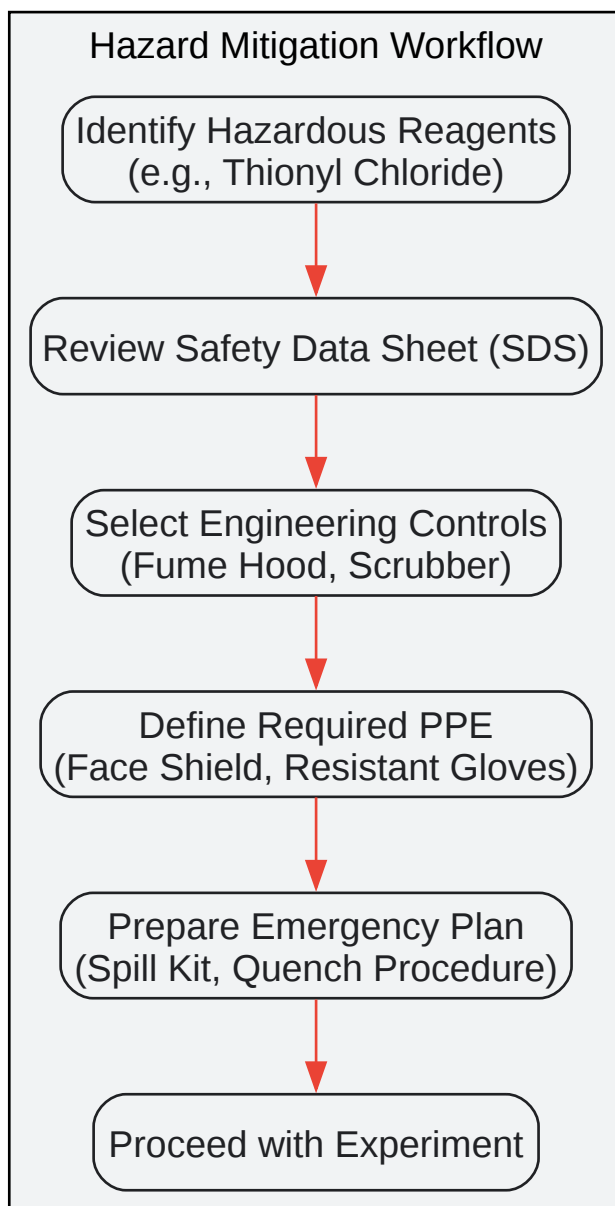 Hazard Mitigation Workflow
Identify Hazardous Reagents
(e.g., Thionyl Chloride)
Review Safety Data Sheet (SDS)
Select Engineering Controls
(Fume Hood, Scrubber)
Define Required PPE
(Face Shield, Resistant Gloves)
Prepare Emergency Plan
(Spill Kit, Quench Procedure)
Proceed with Experiment